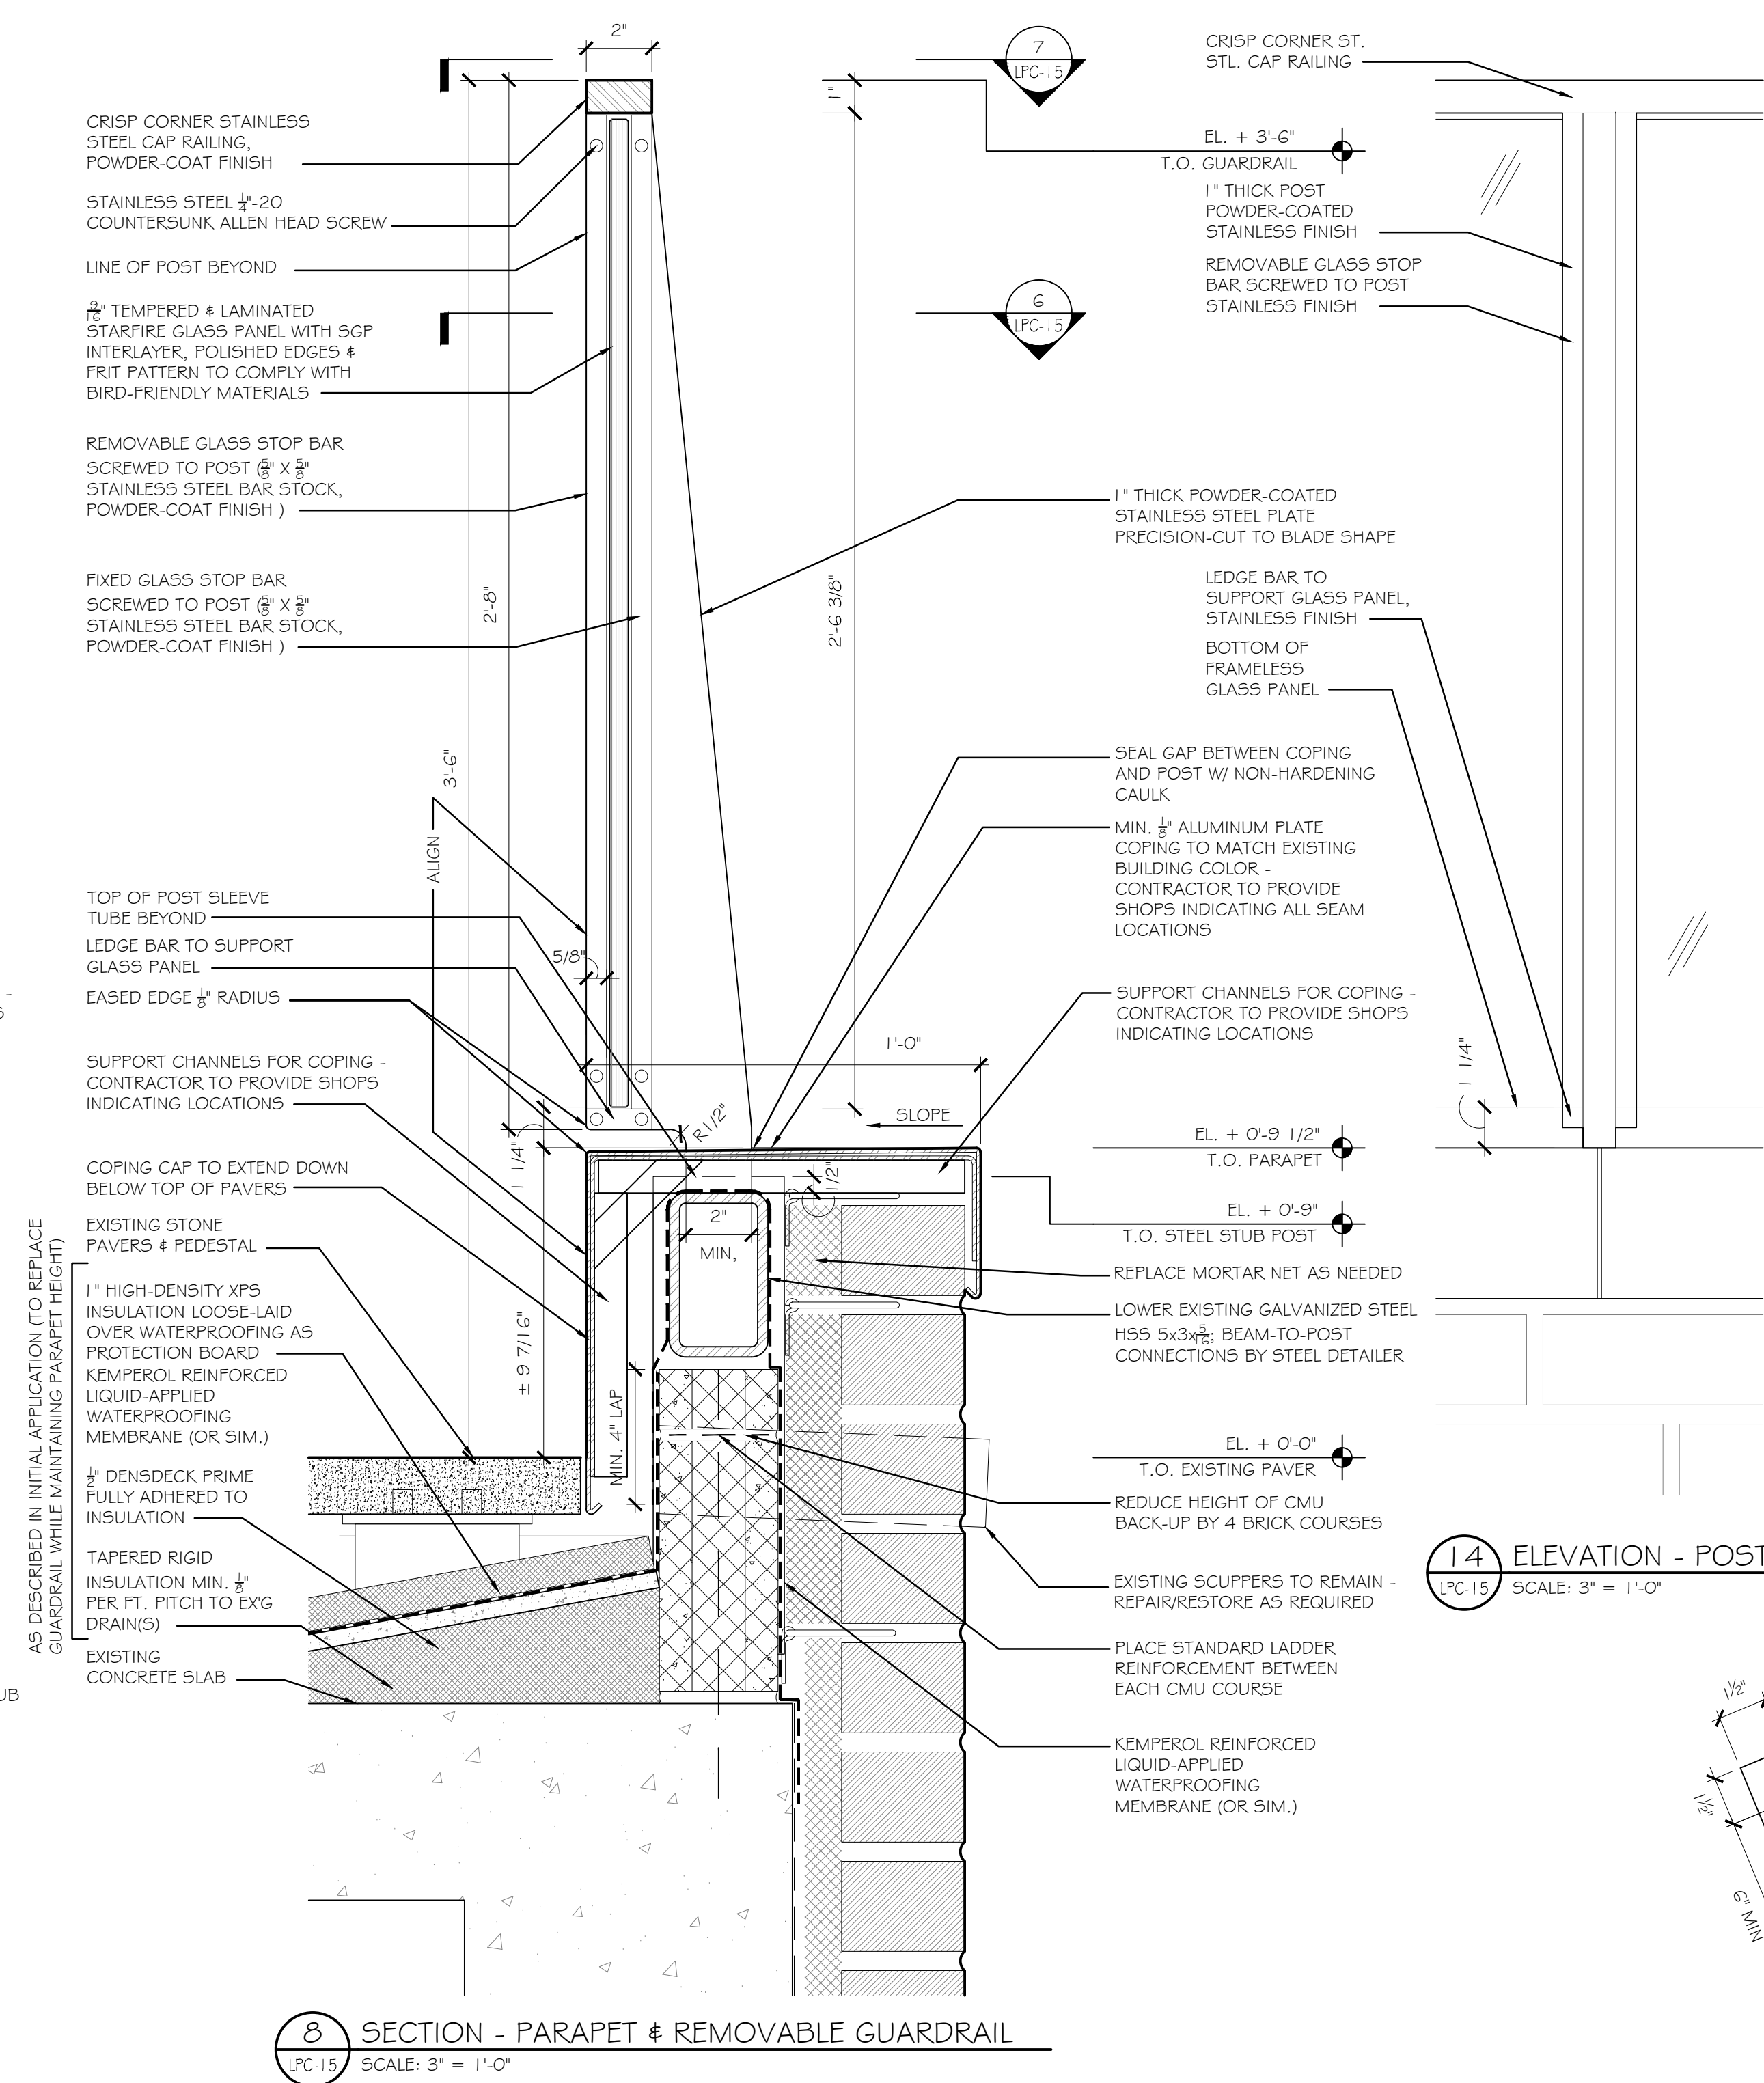 2"
7
LPC-15
CRISP CORNER ST.
STL. CAP RAILING
1"
CRISP CORNER STAINLESS
STEEL CAP RAILING,
POWDER-COAT FINISH
EL. + 3'-6"
T.O. GUARDRAIL
STAINLESS STEEL 1/4"-20
COUNTERSUNK ALLEN HEAD SCREW
1" THICK POST
POWDER-COATED
STAINLESS FINISH
LINE OF POST BEYOND
REMOVABLE GLASS STOP
BAR SCREWED TO POST
STAINLESS FINISH
6
LPC-15
9/16" TEMPERED & LAMINATED
STARFIRE GLASS PANEL WITH SGP
INTERLAYER, POLISHED EDGES &
FRIT PATTERN TO COMPLY WITH
BIRD-FRIENDLY MATERIALS
REMOVABLE GLASS STOP BAR
SCREWED TO POST (5/8" X 5/8"
STAINLESS STEEL BAR STOCK,
POWDER-COAT FINISH )
1" THICK POWDER-COATED
STAINLESS STEEL PLATE
PRECISION-CUT TO BLADE SHAPE
FIXED GLASS STOP BAR
SCREWED TO POST (5/8" X 5/8"
STAINLESS STEEL BAR STOCK,
POWDER-COAT FINISH )
2'-8"
2'-6 3/8"
LEDGE BAR TO
SUPPORT GLASS PANEL,
STAINLESS FINISH
BOTTOM OF
FRAMELESS
GLASS PANEL
3'-6"
ALIGN
SEAL GAP BETWEEN COPING
AND POST W/ NON-HARDENING
CAULK
MIN. 1/8" ALUMINUM PLATE
COPING TO MATCH EXISTING
BUILDING COLOR -
CONTRACTOR TO PROVIDE
SHOPS INDICATING ALL SEAM
LOCATIONS
TOP OF POST SLEEVE
TUBE BEYOND
LEDGE BAR TO SUPPORT
GLASS PANEL
5/8"
EASED EDGE 1/8" RADIUS
SUPPORT CHANNELS FOR COPING -
CONTRACTOR TO PROVIDE SHOPS
INDICATING LOCATIONS
1'-0"
1 1/4"
SUPPORT CHANNELS FOR COPING -
CONTRACTOR TO PROVIDE SHOPS
INDICATING LOCATIONS
R1/2"
SLOPE
EL. + 0'-9 1/2"
T.O. PARAPET
1 1/4"
1/2"
COPING CAP TO EXTEND DOWN
BELOW TOP OF PAVERS
2"
MIN,
EL. + 0'-9"
T.O. STEEL STUB POST
EXISTING STONE
PAVERS & PEDESTAL
REPLACE MORTAR NET AS NEEDED
AS DESCRIBED IN INITIAL APPLICATION (TO REPLACE
GUARDRAIL WHILE MAINTAINING PARAPET HEIGHT)
1" HIGH-DENSITY XPS
INSULATION LOOSE-LAID
OVER WATERPROOFING AS
PROTECTION BOARD
LOWER EXISTING GALVANIZED STEEL
HSS 5x3x5/16; BEAM-TO-POST
CONNECTIONS BY STEEL DETAILER
± 9 7/16"
MIN. 4" LAP
KEMPEROL REINFORCED
LIQUID-APPLIED
WATERPROOFING
MEMBRANE (OR SIM.)
EL. + 0'-0"
T.O. EXISTING PAVER
1/2" DENSDECK PRIME
FULLY ADHERED TO
INSULATION
REDUCE HEIGHT OF CMU
BACK-UP BY 4 BRICK COURSES
TAPERED RIGID
INSULATION MIN. 1/8"
PER FT. PITCH TO EX'G
DRAIN(S)
EXISTING SCUPPERS TO REMAIN -
REPAIR/RESTORE AS REQUIRED
14
LPC-15
ELEVATION - POST
SCALE: 3" = 1'-0"
EXISTING
CONCRETE SLAB
PLACE STANDARD LADDER
REINFORCEMENT BETWEEN
EACH CMU COURSE
UB
KEMPEROL REINFORCED
LIQUID-APPLIED
WATERPROOFING
MEMBRANE (OR SIM.)
1½"
1½"
6" MIN
8
LPC-15
SECTION - PARAPET & REMOVABLE GUARDRAIL
SCALE: 3" = 1'-0"